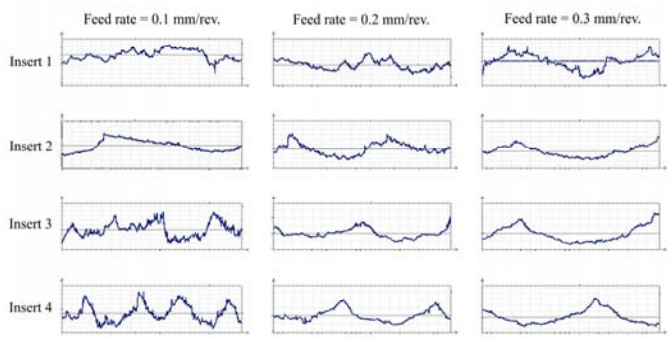 Feed rate = 0.1 mm/rev. Feed rate = 0.2 mm/rev. Feed rate = 0.3 mm/rev.
Insert 1
Insert 2
Insert 3
Insert 4